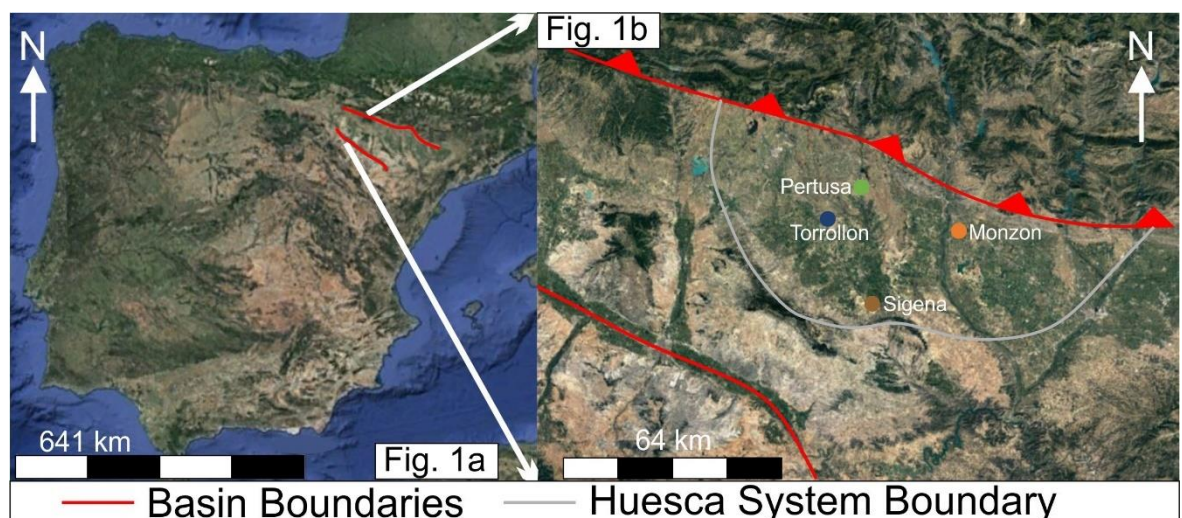 Fig. 1b
N
N
Pertusa
Torrollon
Monzon
Sigena
641 km
Fig. 1a
64 km
Basin Boundaries
Huesca System Boundary